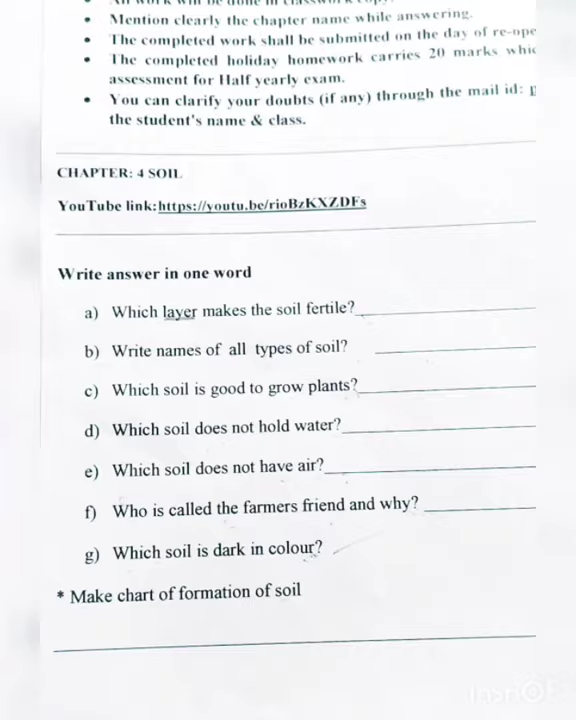 • Mention clearly the chapter name while answering.
• The completed work shall be submitted on the day of re-ope
• The completed holiday homework carries 20 marks whic
assessment for Half yearly exam.
• You can clarify your doubts (if any) through the mail id: p
the student's name & class.
CHAPTER: 4 SOIL
YouTube link:https://youtu.be/rioBzKXZDFs
Write answer in one word
a) Which layer makes the soil fertile?
b) Write names of all types of soil?
c) Which soil is good to grow plants?
d) Which soil does not hold water?
e) Which soil does not have air?
f) Who is called the farmers friend and why?
g) Which soil is dark in colour?
* Make chart of formation of soil